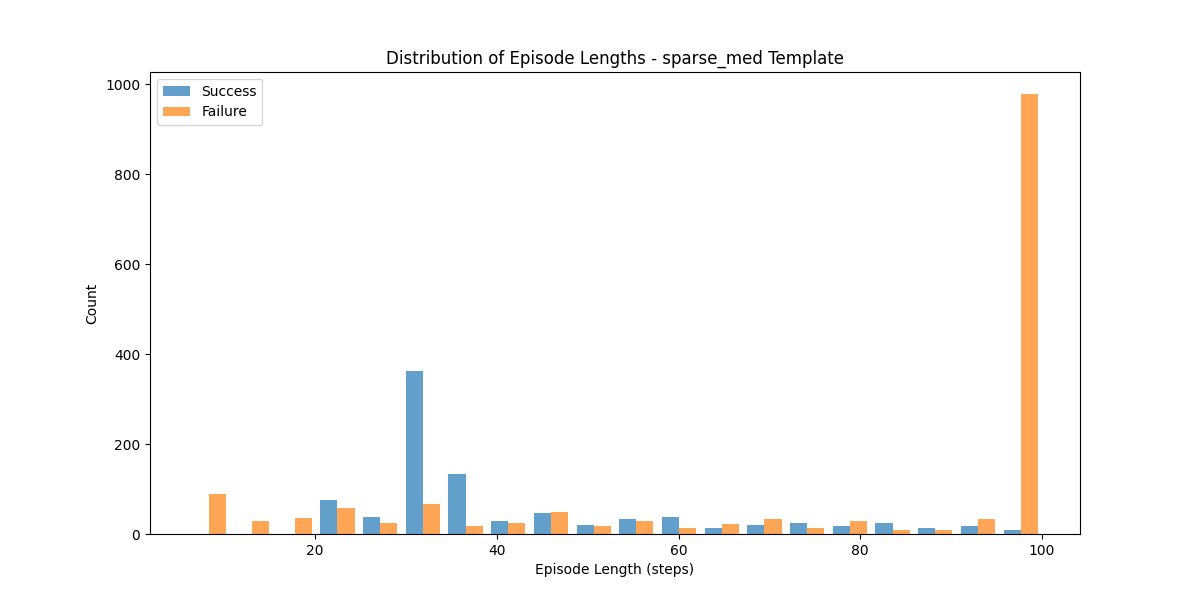 Distribution of Episode Lengths - sparse_med Template
1000
800
600
400
200
0
Count
Success
Failure
20
40
60
80
100
Episode Length (steps)